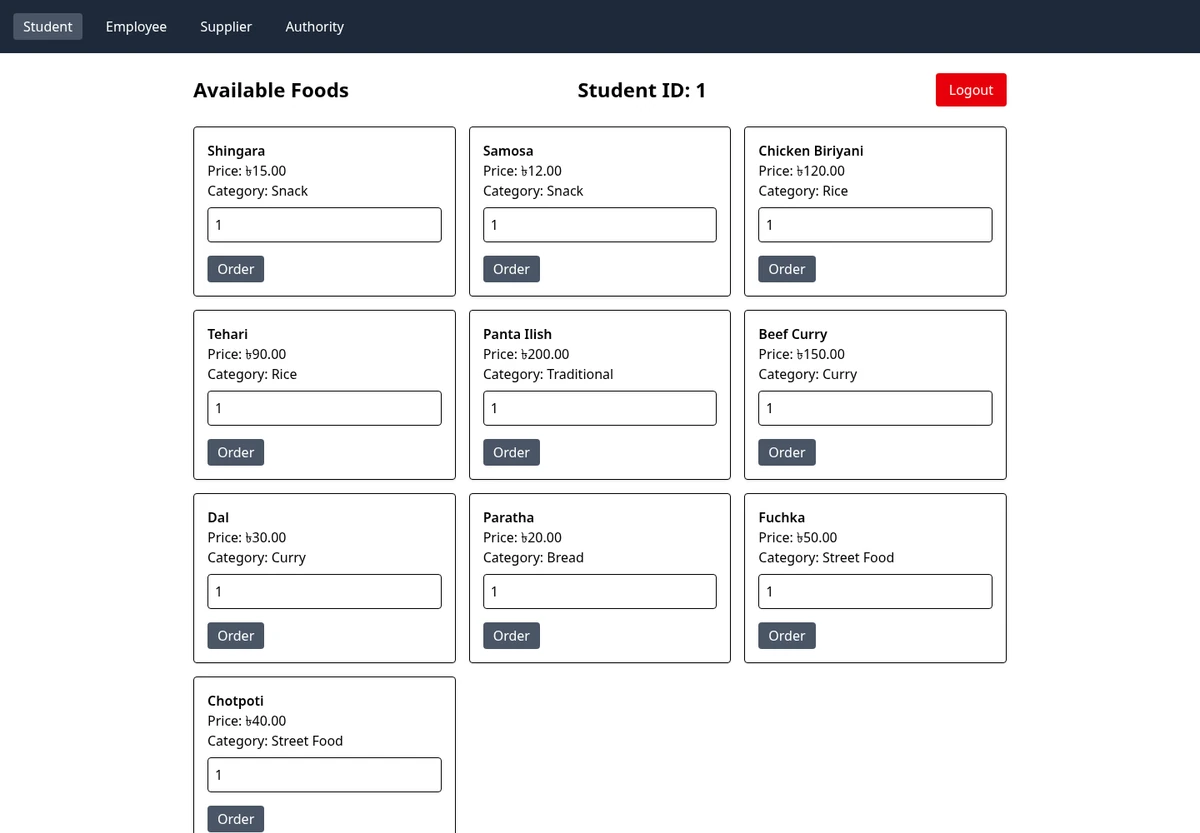 Student Employee Supplier Authority
Available Foods Student ID: 1 Logout
Shingara
Price: ৳15.00
Category: Snack
1
Order
Samosa
Price: ৳12.00
Category: Snack
1
Order
Chicken Biriyani
Price: ৳120.00
Category: Rice
1
Order
Tehari
Price: ৳90.00
Category: Rice
1
Order
Panta Ilish
Price: ৳200.00
Category: Traditional
1
Order
Beef Curry
Price: ৳150.00
Category: Curry
1
Order
Dal
Price: ৳30.00
Category: Curry
1
Order
Paratha
Price: ৳20.00
Category: Bread
1
Order
Fuchka
Price: ৳50.00
Category: Street Food
1
Order
Chotpoti
Price: ৳40.00
Category: Street Food
1
Order